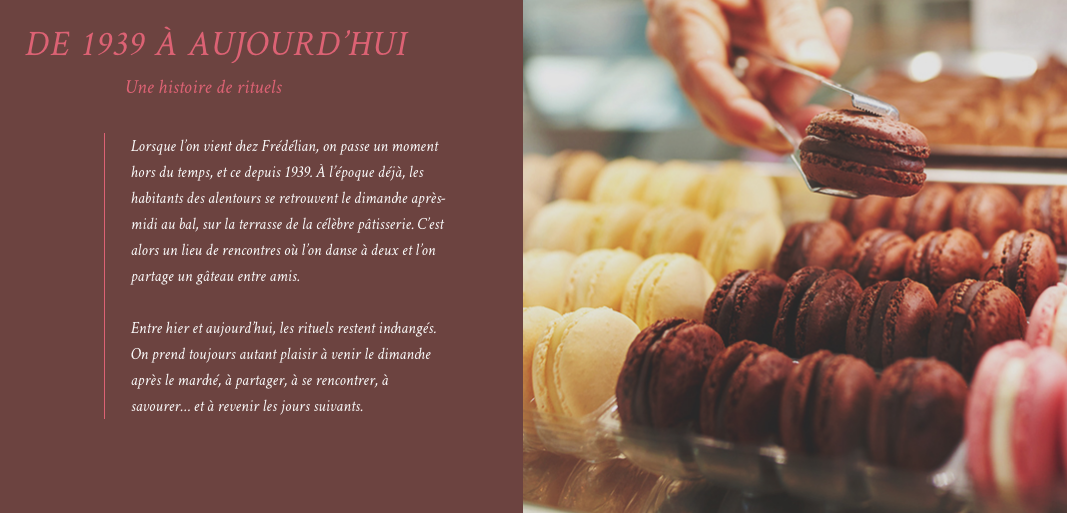 DE 1939 À AUJOURD’HUI
Une histoire de rituels
Lorsque l’on vient chez Frédélian, on passe un moment
hors du temps, et ce depuis 1939. À l’époque déjà, les
habitants des alentours se retrouvent le dimanche après-
midi au bal, sur la terrasse de la célèbre pâtisserie. C’est
alors un lieu de rencontres où l’on danse à deux et l’on
partage un gâteau entre amis.
Entre hier et aujourd’hui, les rituels restent inchangés.
On prend toujours autant plaisir à venir le dimanche
après le marché, à partager, à se rencontrer, à
savourer… et à revenir les jours suivants.